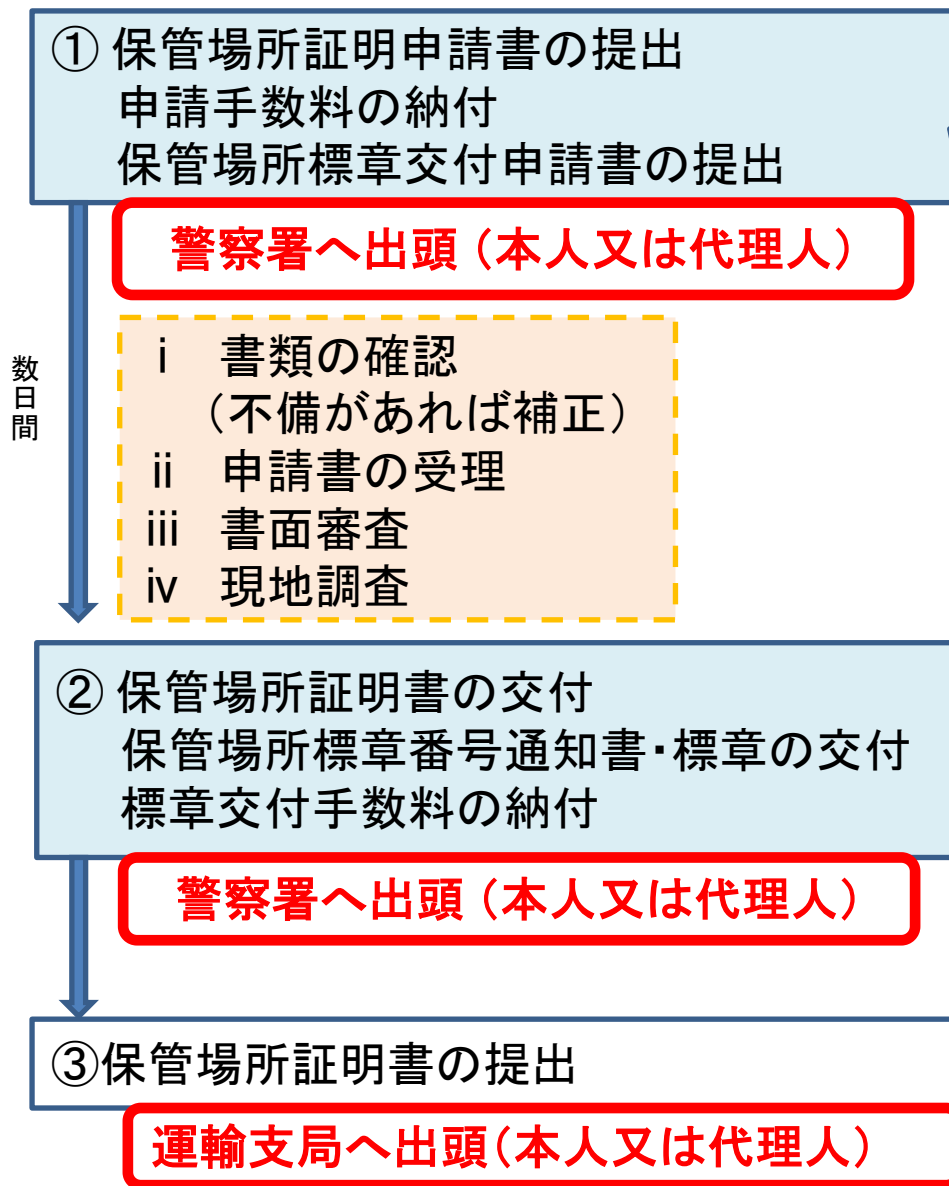 ① 保管場所証明申請書の提出
申請手数料の納付
保管場所標章交付申請書の提出
警察署へ出頭（本人又は代理人）
数日間
ⅰ 書類の確認
（不備があれば補正）
ⅱ 申請書の受理
ⅲ 書面審査
ⅳ 現地調査
② 保管場所証明書の交付
保管場所標章番号通知書・標章の交付
標章交付手数料の納付
警察署へ出頭（本人又は代理人）
③保管場所証明書の提出
運輸支局へ出頭（本人又は代理人）